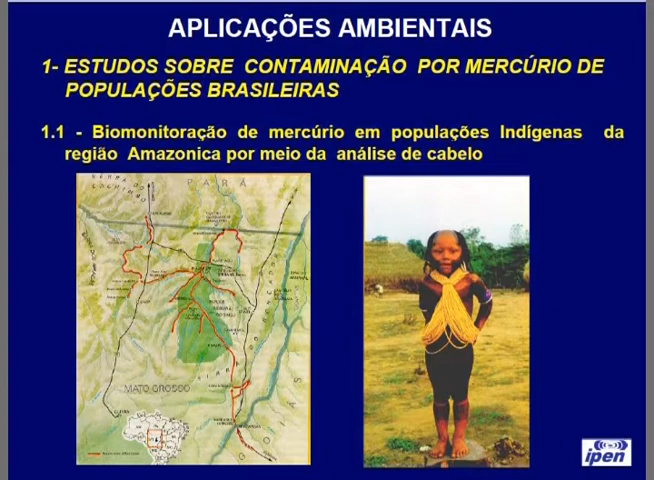 APLICAÇÕES AMBIENTAIS
1- ESTUDOS SOBRE CONTAMINAÇÃO POR MERCÚRIO DE
POPULAÇÕES BRASILEIRAS
1.1 - Biomonitoração de mercúrio em populações Indígenas da
região Amazonica por meio da análise de cabelo
PARÁ
MATO GROSSO
GOIÁS
ipen